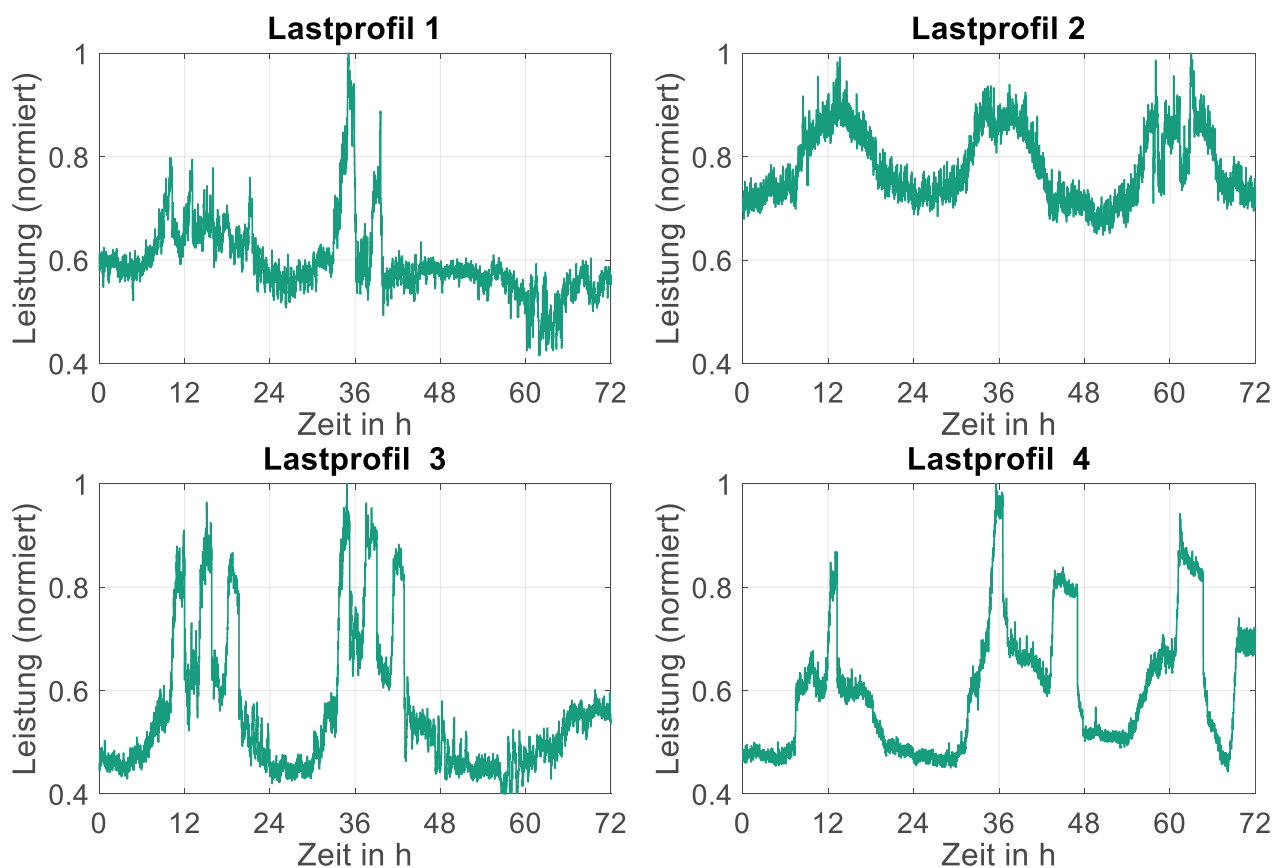 Lastprofil 1
Leistung (normiert)
1
0.8
0.6
0.4
0 12 24 36 48 60 72
Zeit in h
Lastprofil 2
Leistung (normiert)
1
0.8
0.6
0.4
0 12 24 36 48 60 72
Zeit in h
Lastprofil  3
Leistung (normiert)
1
0.8
0.6
0.4
0 12 24 36 48 60 72
Zeit in h
Lastprofil  4
Leistung (normiert)
1
0.8
0.6
0.4
0 12 24 36 48 60 72
Zeit in h